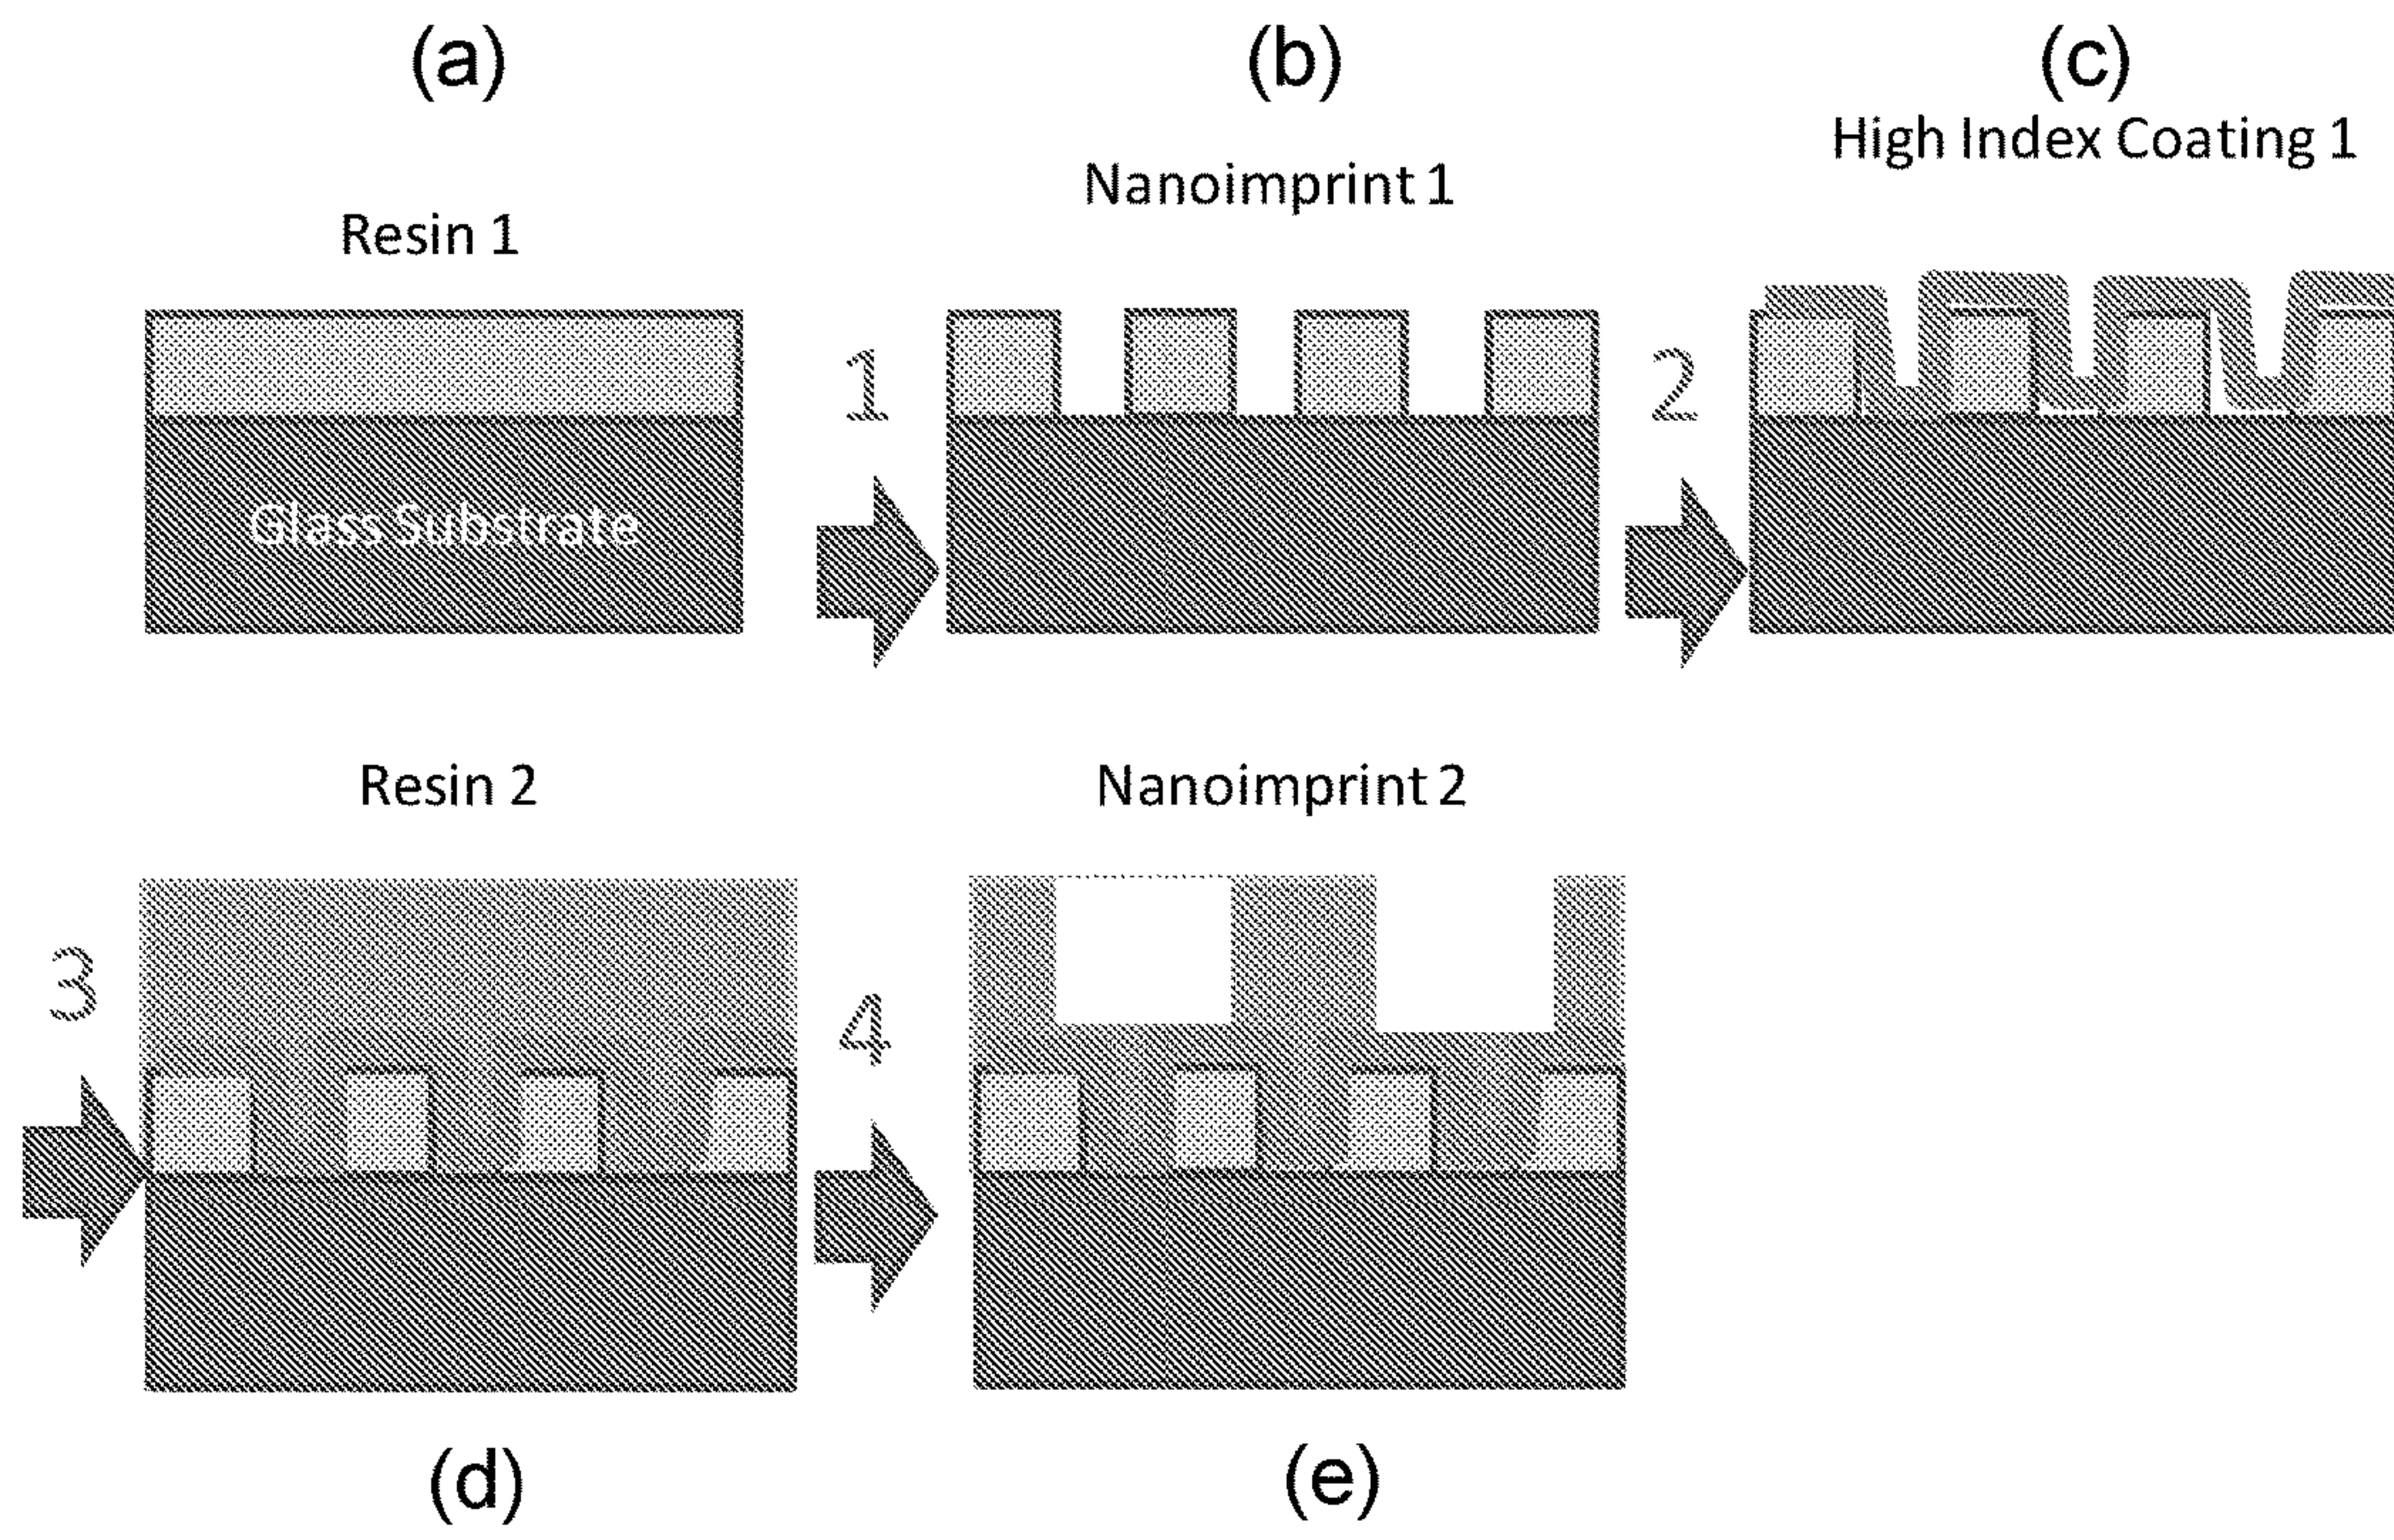 (a)
(b)
(c)
High Index Coating 1
Nanoimprint 1
Resin 1
1
2
Glass Substrate
Resin 2
Nanoimprint 2
3
4
(d)
(e)